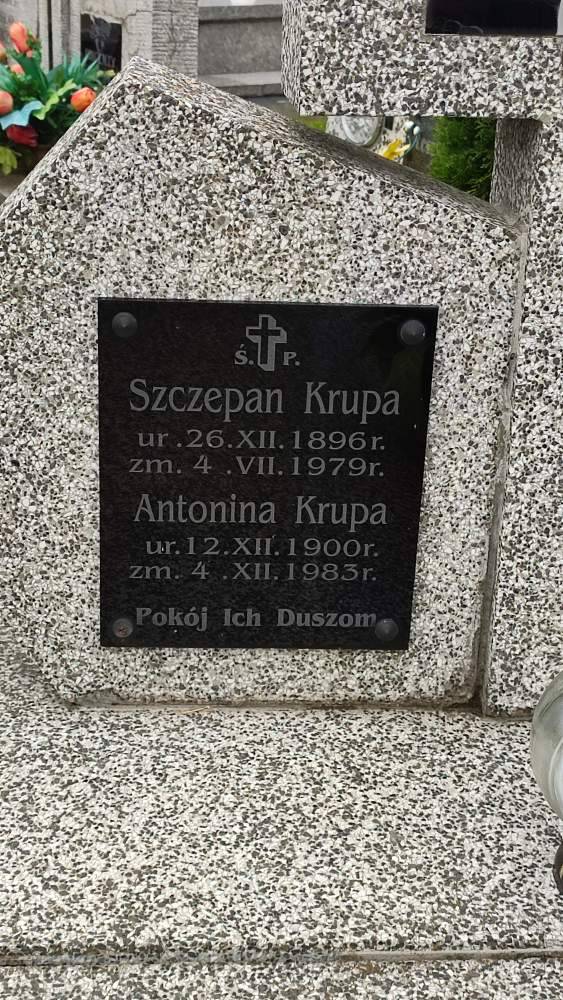 Ś. P.
Szczepan Krupa
ur.26.XII.1896r.
zm. 4 .VII.1979r.
Antonina Krupa
ur.12.XII.1900r.
zm. 4 .XII.1983r.
Pokój Ich Duszom